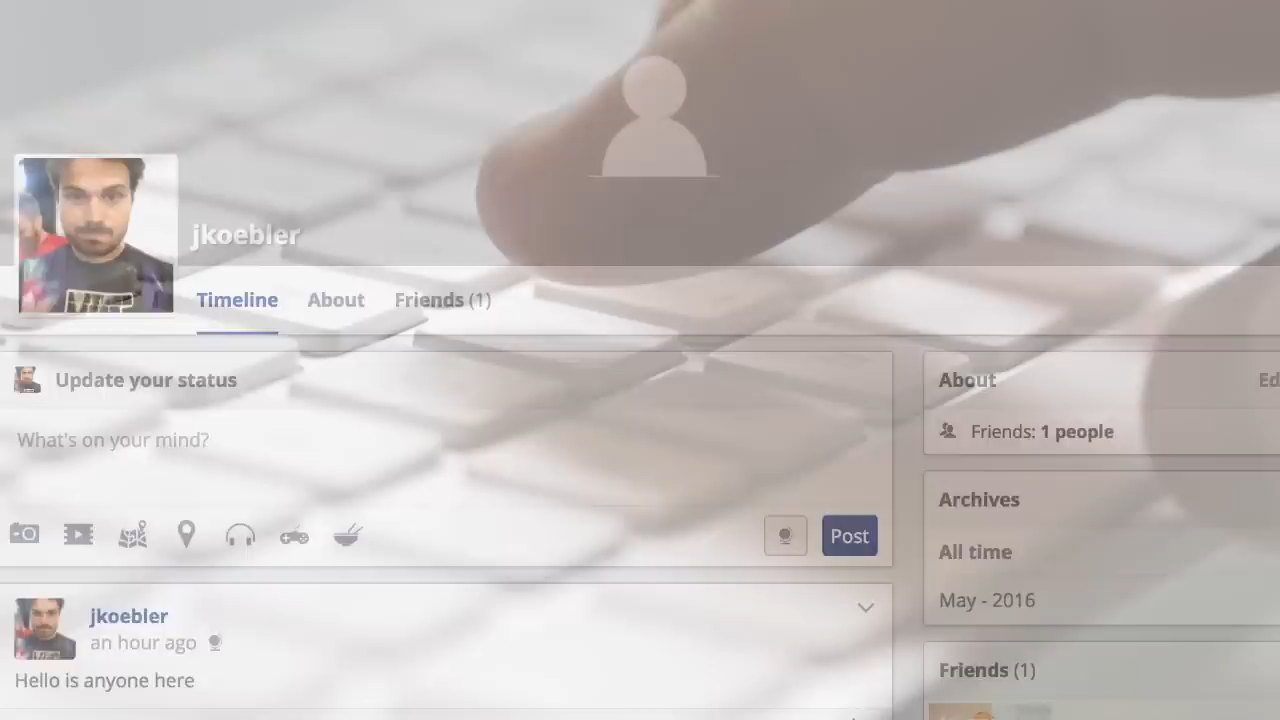 jkoebler
Timeline About Friends (1)
Update your status
What's on your mind?
Post
jkoebler
an hour ago
Hello is anyone here
About Ed
Friends: 1 people
Archives
All time
May - 2016
Friends (1)